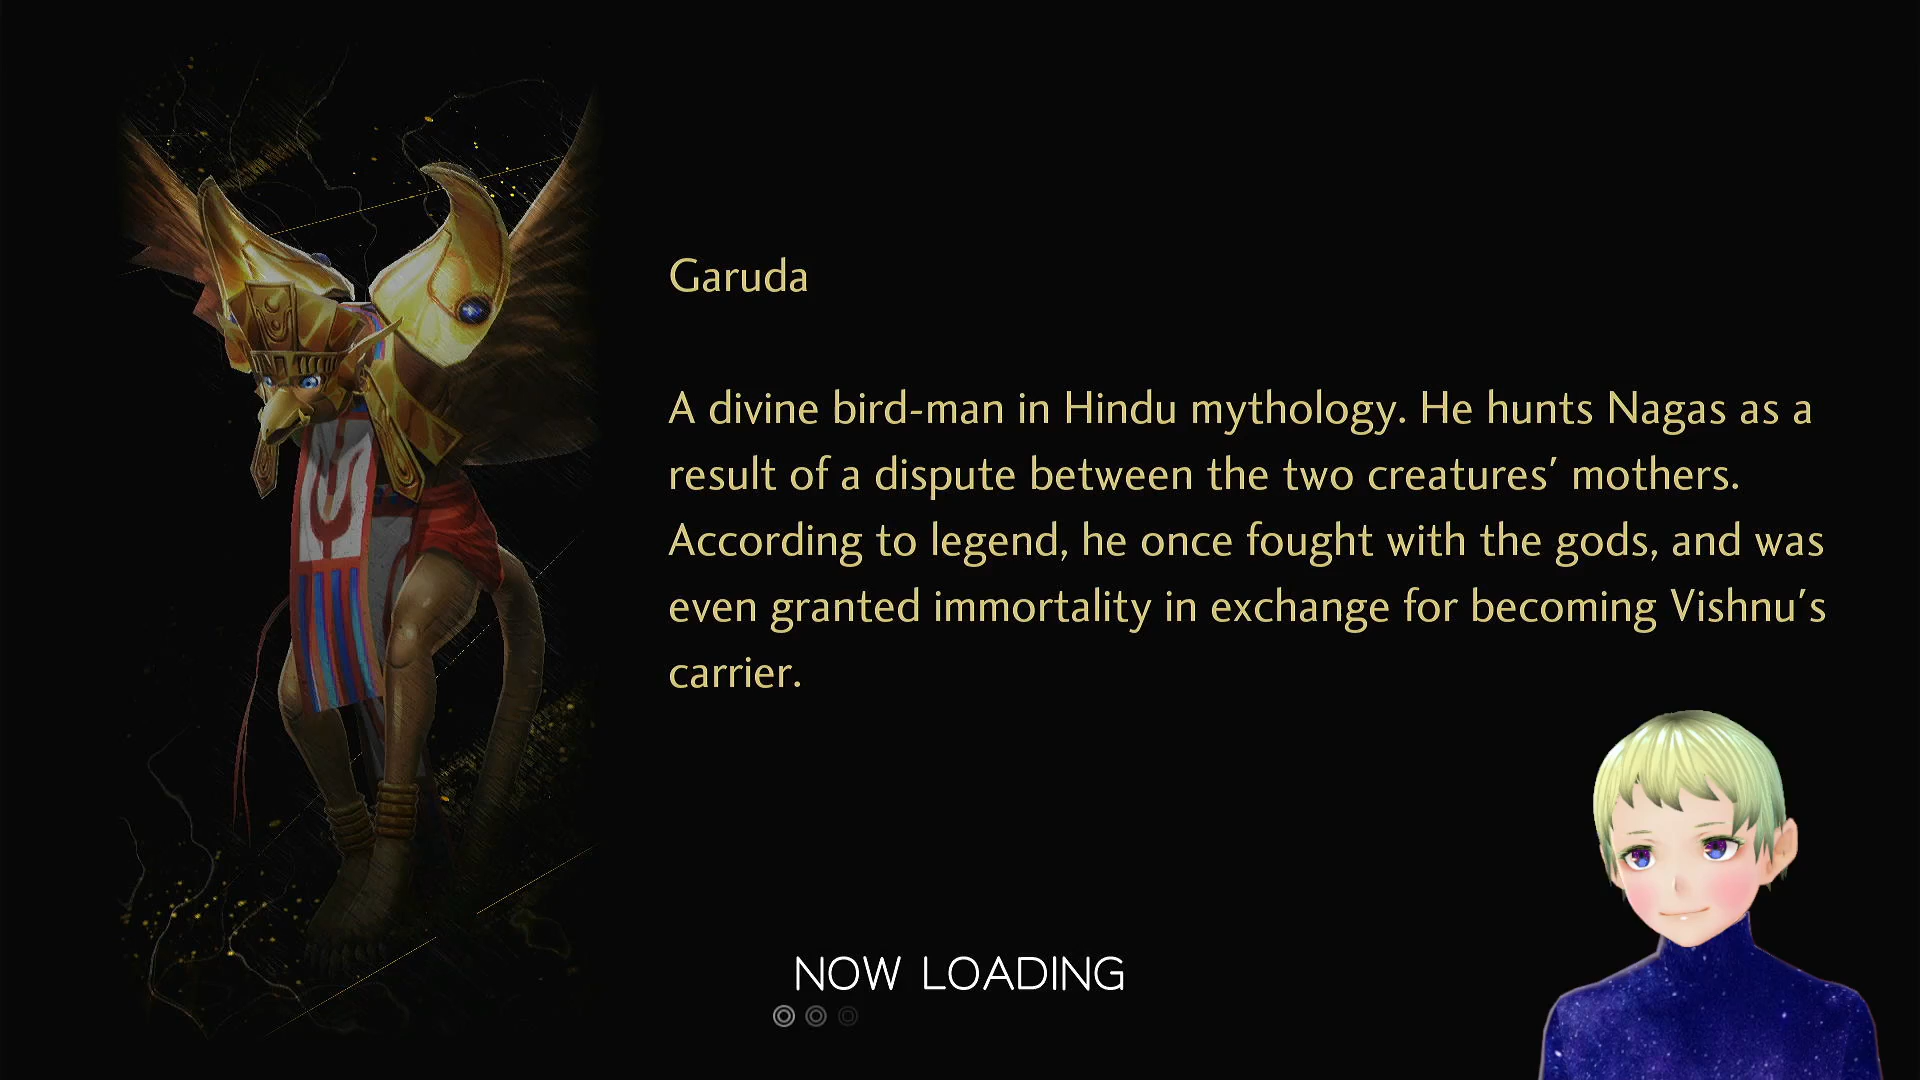 Garuda
A divine bird-man in Hindu mythology. He hunts Nagas as a
result of a dispute between the two creatures’ mothers.
According to legend, he once fought with the gods, and was
even granted immortality in exchange for becoming Vishnu’s
carrier.
NOW LOADING